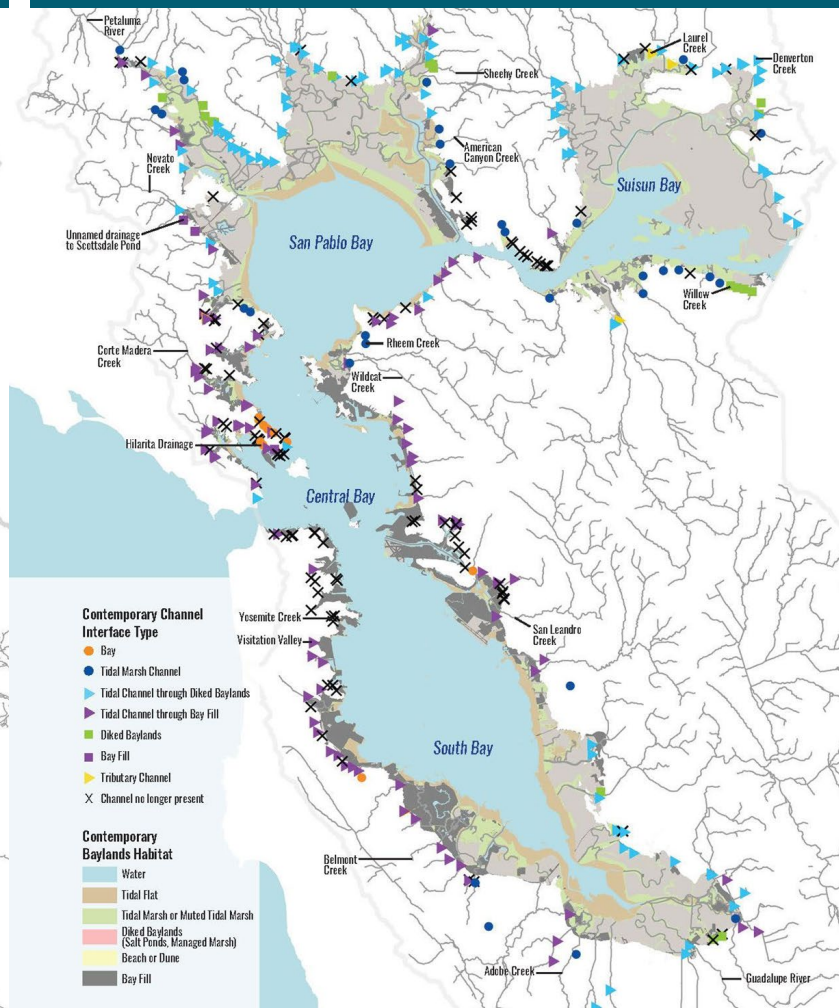 Petaluma
River
Laurel
Creek
Denverton
Creek
Sheehy Creek
American
Canyon Creek
Novato
Creek
Suisun Bay
Unnamed drainage
to Scottsdale Pond
San Pablo Bay
Willow
Creek
Corte Madera
Creek
Rheem Creek
Wildcat
Creek
Hilarita Drainage
Central Bay
Contemporary Channel
Interface Type
Bay
Tidal Marsh Channel
Tidal Channel through Diked Baylands
Tidal Channel through Bay Fill
Diked Baylands
Bay Fill
Tributary Channel
X Channel no longer present
Yosemite Creek
Visitation Valley
San Leandro
Creek
South Bay
Contemporary
Baylands Habitat
Water
Tidal Flat
Tidal Marsh or Muted Tidal Marsh
Diked Baylands
(Salt Ponds, Managed Marsh)
Beach or Dune
Bay Fill
Belmont
Creek
Adobe Creek
Guadalupe River